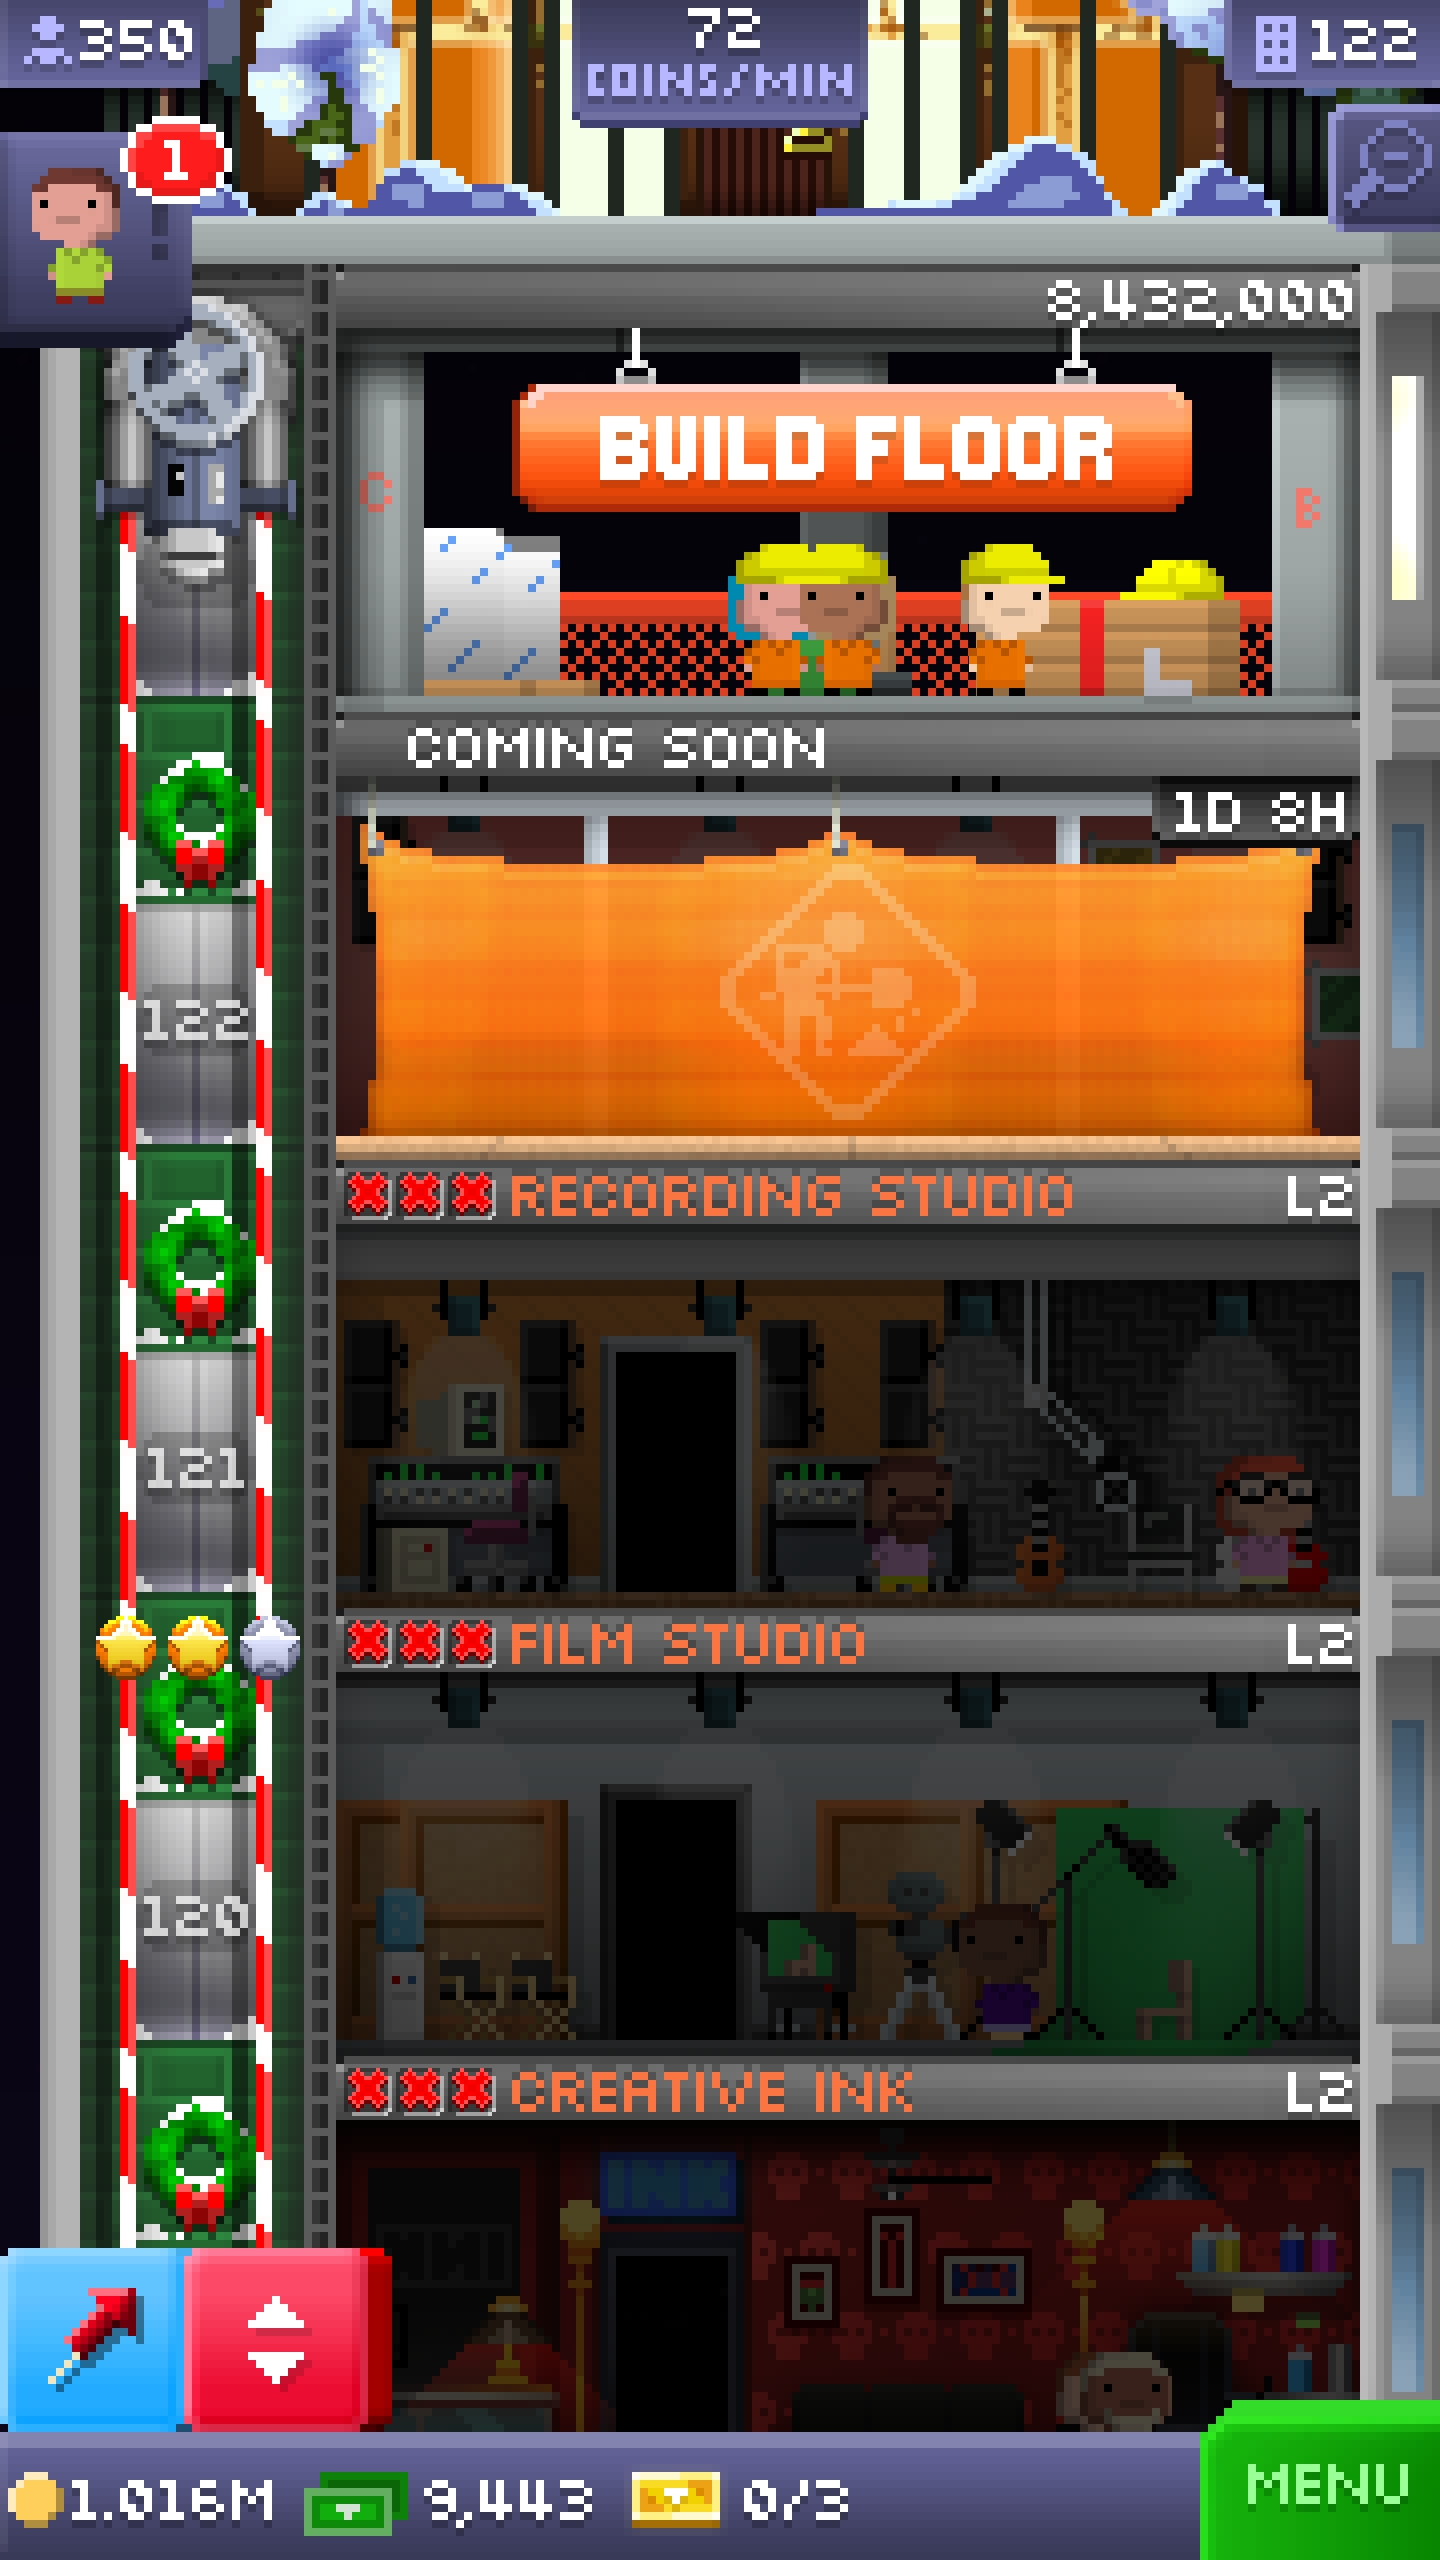 350
72
COINS/MIN
122
1
8,432,000
BUILD FLOOR
C
B
COMING SOON
1D 8H
122
RECORDING STUDIO L2
121
FILM STUDIO L2
120
CREATIVE INK L2
INK
1.016M 9,443 0/3
MENU